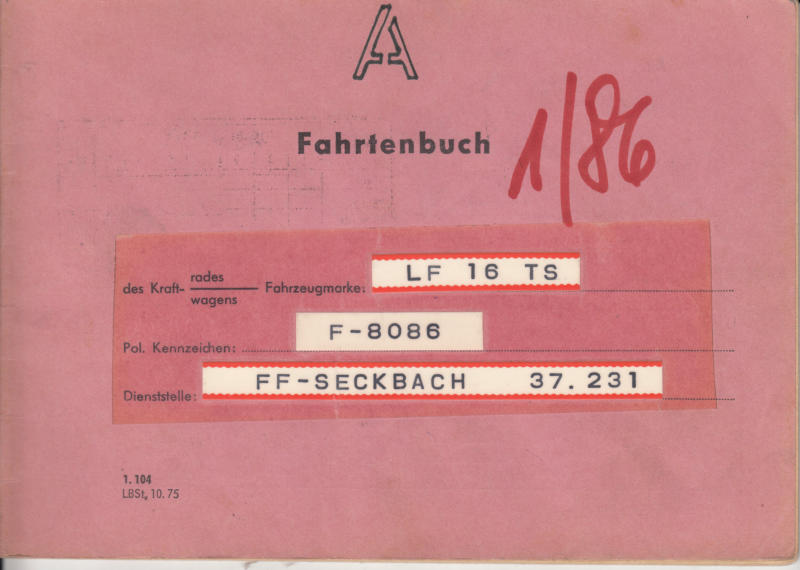 A
Fahrtenbuch
1/86
des Kraft- rades
wagens
Fahrzeugmarke: LF 16 TS
Pol. Kennzeichen: F-8086
Dienststelle: FF-SECKBACH 37.231
1. 104
LBSt, 10. 75